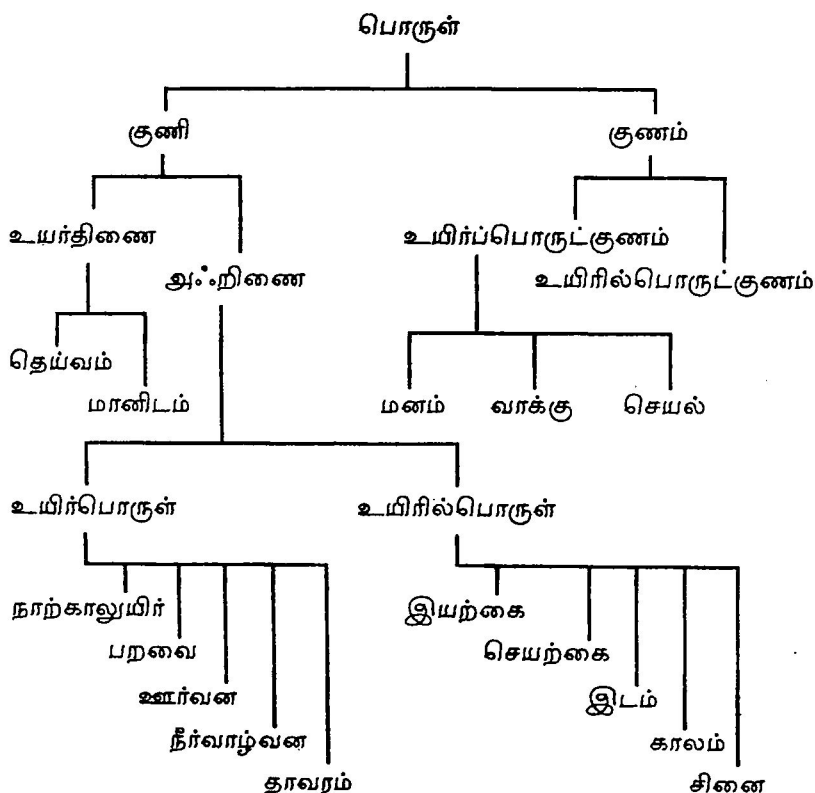 பொருள்
குணி குணம்
உயர்திணை உயிர்ப்பொருட்குணம்
அஃறிணை உயிரில்பொருட்குணம்
தெய்வம்
மானிடம் மனம் வாக்கு செயல்
உயிர்பொருள் உயிரில்பொருள்
நாற்காலுயிர் இயற்கை
பறவை செயற்கை
ஊர்வன இடம்
நீர்வாழ்வன காலம்
தாவரம் சினை